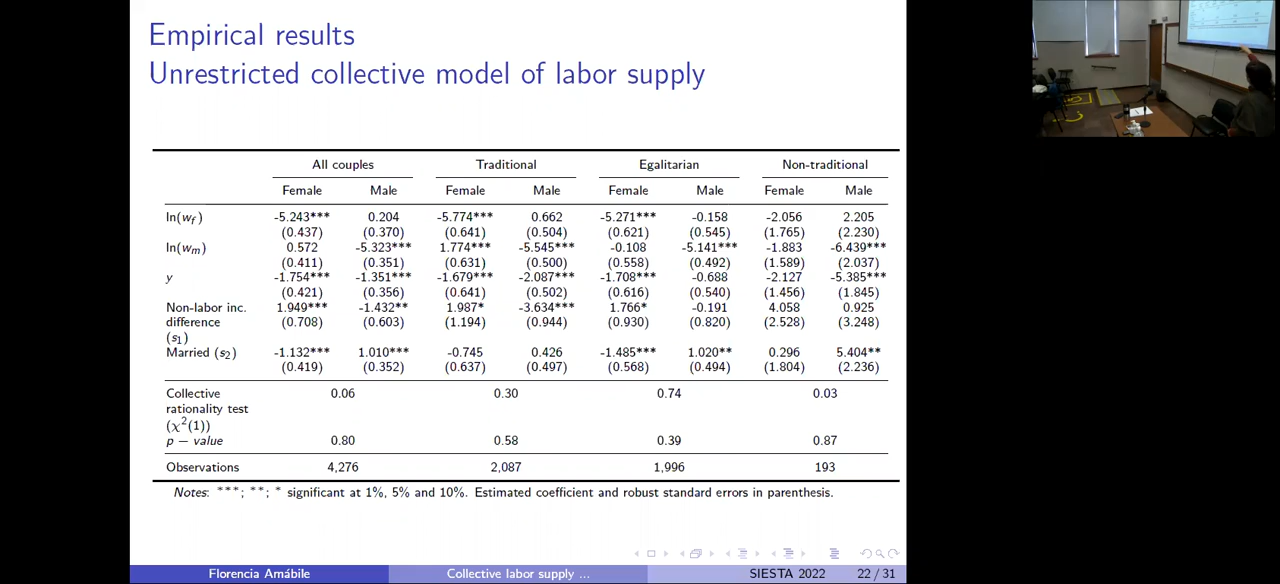 Empirical results
Unrestricted collective model of labor supply
All couples Traditional Egalitarian Non-traditional
Female Male Female Male Female Male Female Male
ln(w_f) -5.243*** 0.204 -5.774*** 0.662 -5.271*** -0.158 -2.056 2.205
(0.437) (0.370) (0.641) (0.504) (0.621) (0.545) (1.765) (2.230)
ln(w_m) 0.572 -5.323*** 1.774*** -5.545*** -0.108 -5.141*** -1.883 -6.439***
(0.411) (0.351) (0.631) (0.500) (0.558) (0.492) (1.589) (2.037)
y -1.754*** -1.351*** -1.679*** -2.087*** -1.708*** -0.688 -2.127 -5.385***
(0.421) (0.356) (0.641) (0.502) (0.616) (0.540) (1.456) (1.845)
Non-labor inc. 1.949*** -1.432** 1.987* -3.634*** 1.766* -0.191 4.058 0.925
difference (0.708) (0.603) (1.194) (0.944) (0.930) (0.820) (2.528) (3.248)
(s_1)
Married (s_2) -1.132*** 1.010*** -0.745 0.426 -1.485*** 1.020** 0.296 5.404**
(0.419) (0.352) (0.637) (0.497) (0.568) (0.494) (1.804) (2.236)
Collective 0.06 0.30 0.74 0.03
rationality test
(χ²(1))
p − value 0.80 0.58 0.39 0.87
Observations 4,276 2,087 1,996 193
Notes: ***; **; * significant at 1%, 5% and 10%. Estimated coefficient and robust standard errors in parenthesis.
Florencia Amábile Collective labor supply ... SIESTA 2022 22 / 31